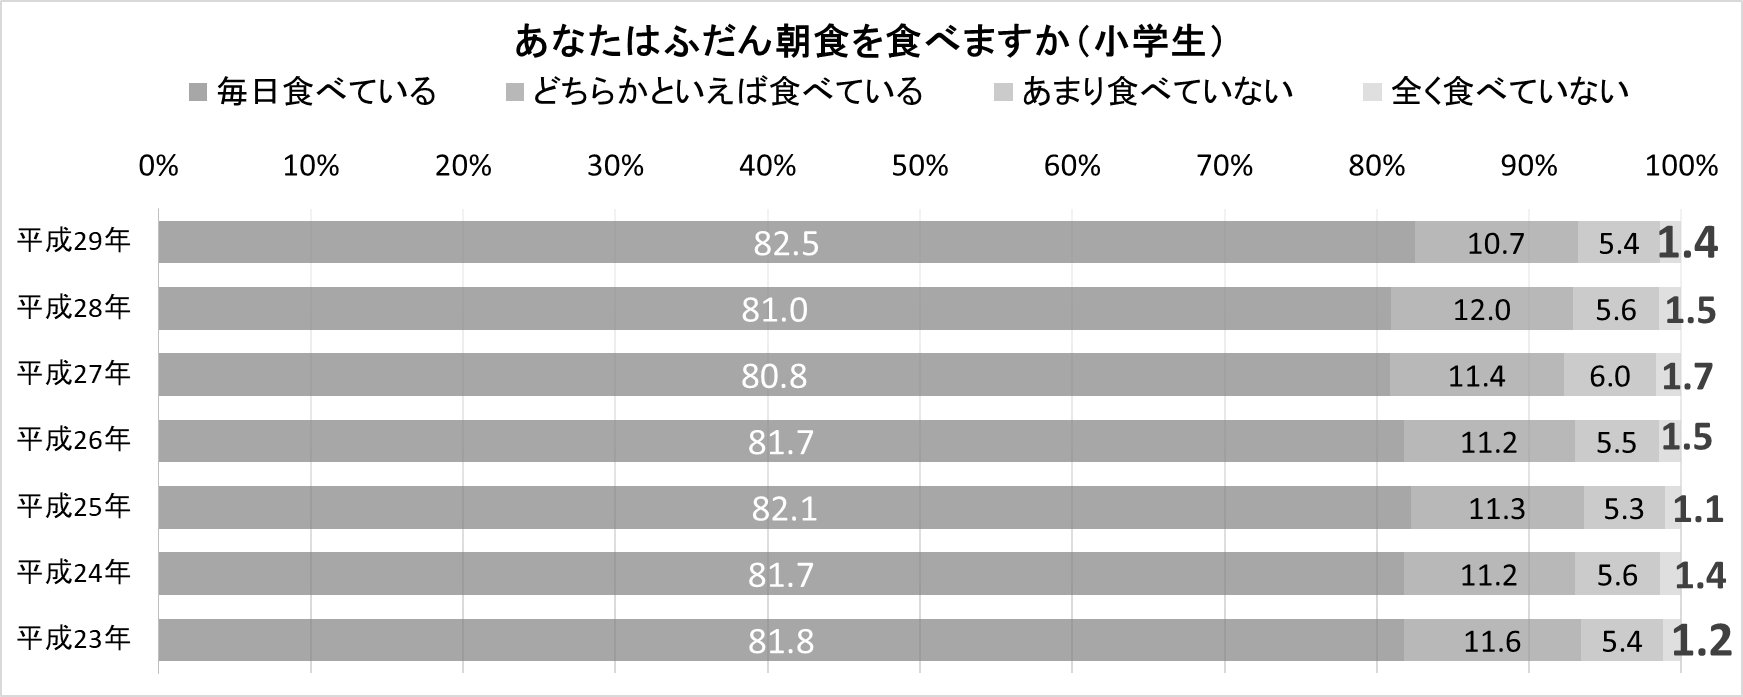 あなたはふだん朝食を食べますか（小学生）
毎日食べている どちらかといえば食べている あまり食べていない 全く食べていない
0% 10% 20% 30% 40% 50% 60% 70% 80% 90% 100%
平成29年 82.5 10.7 5.4 1.4
平成28年 81.0 12.0 5.6 1.5
平成27年 80.8 11.4 6.0 1.7
平成26年 81.7 11.2 5.5 1.5
平成25年 82.1 11.3 5.3 1.1
平成24年 81.7 11.2 5.6 1.4
平成23年 81.8 11.6 5.4 1.2